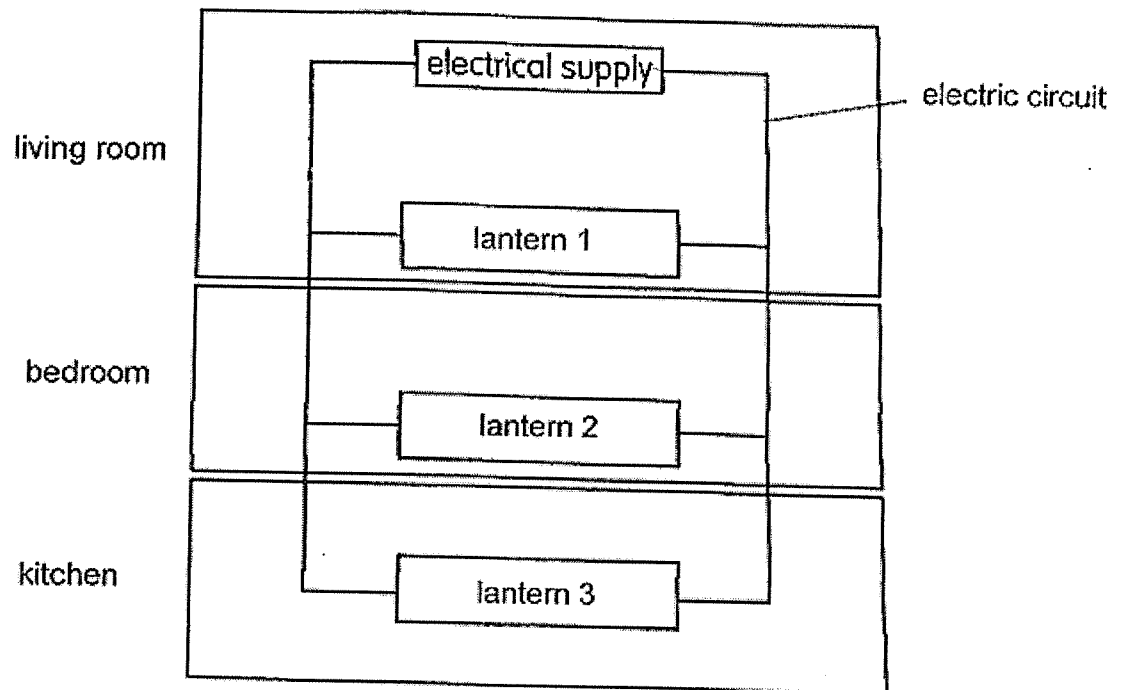 electrical supply
electric circuit
living room
lantern 1
bedroom
lantern 2
kitchen
lantern 3